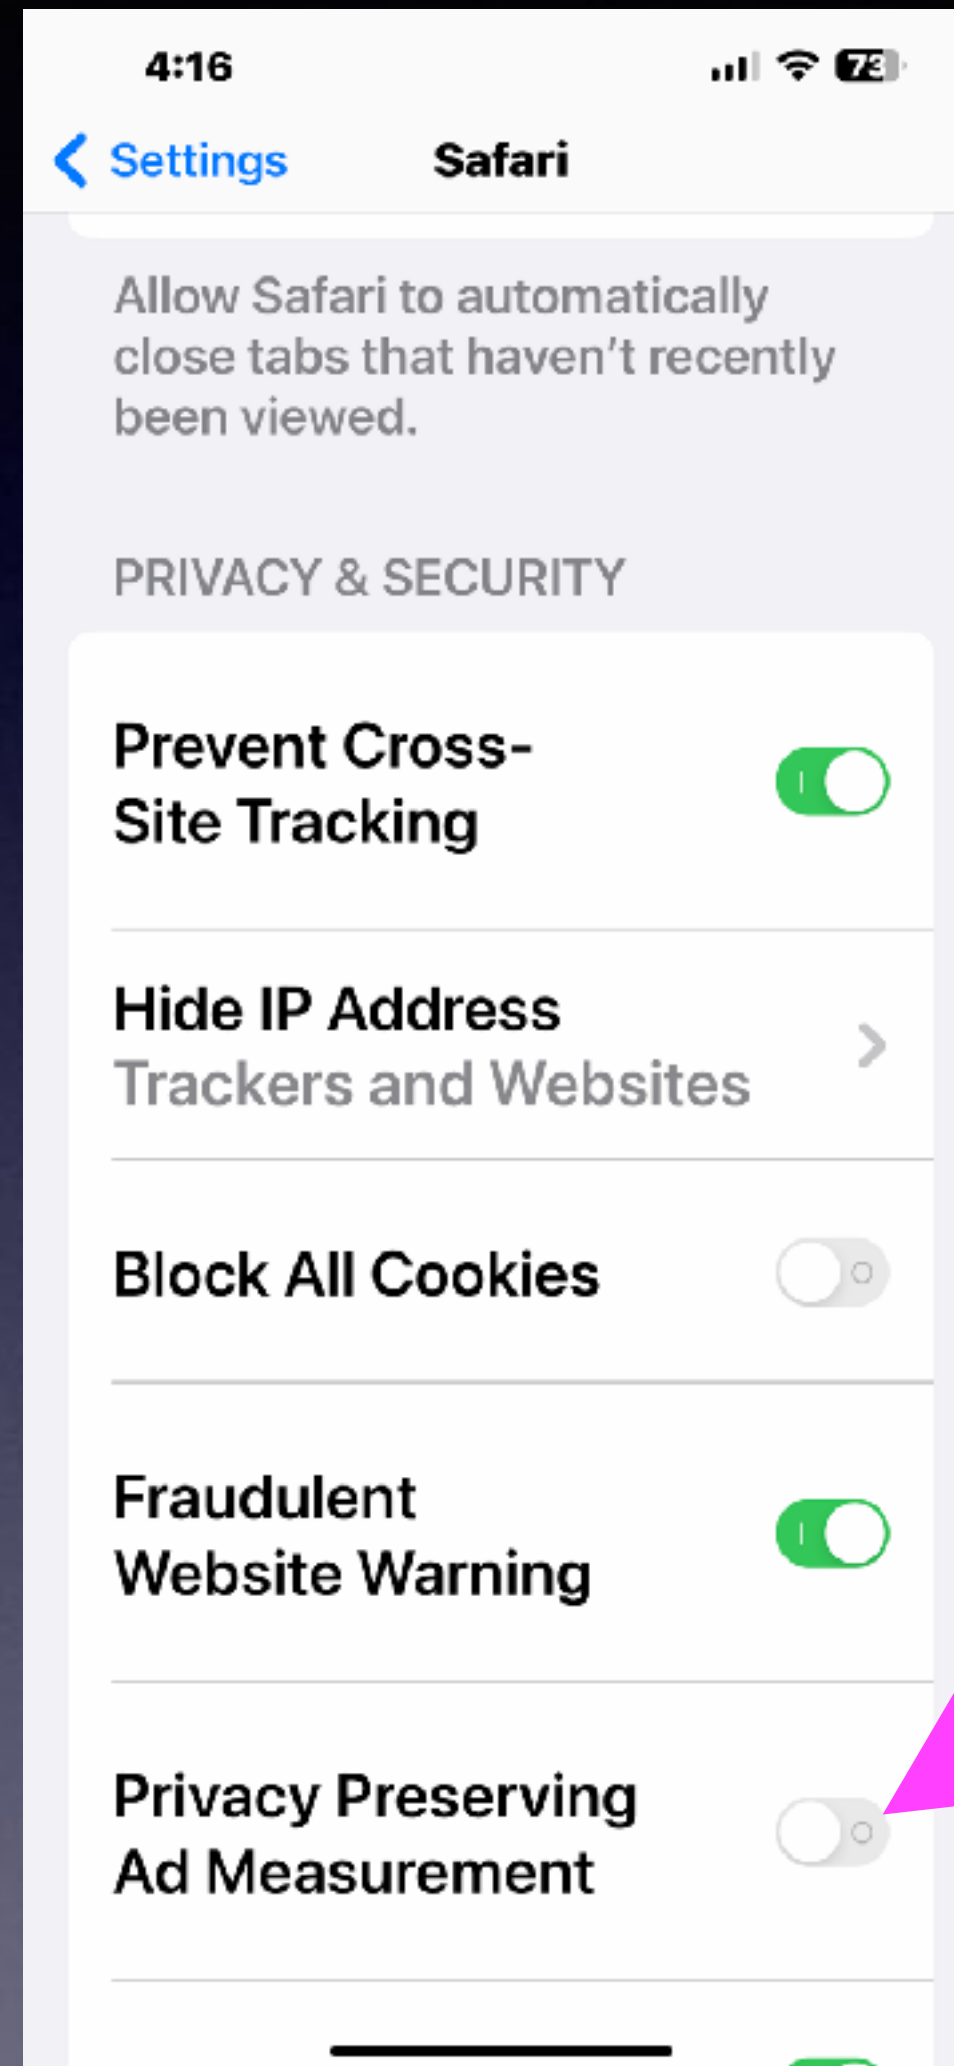 4:16
73
Settings
Safari
Allow Safari to automatically
close tabs that haven't recently
been viewed.
PRIVACY & SECURITY
Prevent Cross-
Site Tracking
Hide IP Address
Trackers and Websites
Block All Cookies
Fraudulent
Website Warning
Privacy Preserving
Ad Measurement